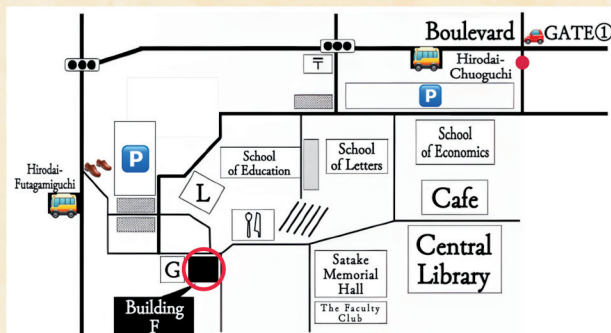 Boulevard
GATE①
Hirodai-
Chuoguchi
〒
P
P
School
of Education
School
of Letters
School
of Economics
Hirodai-
Futagamiguchi
L
Cafe
Central
Library
G
Satake
Memorial
Hall
The Faculty
Club
Building
F